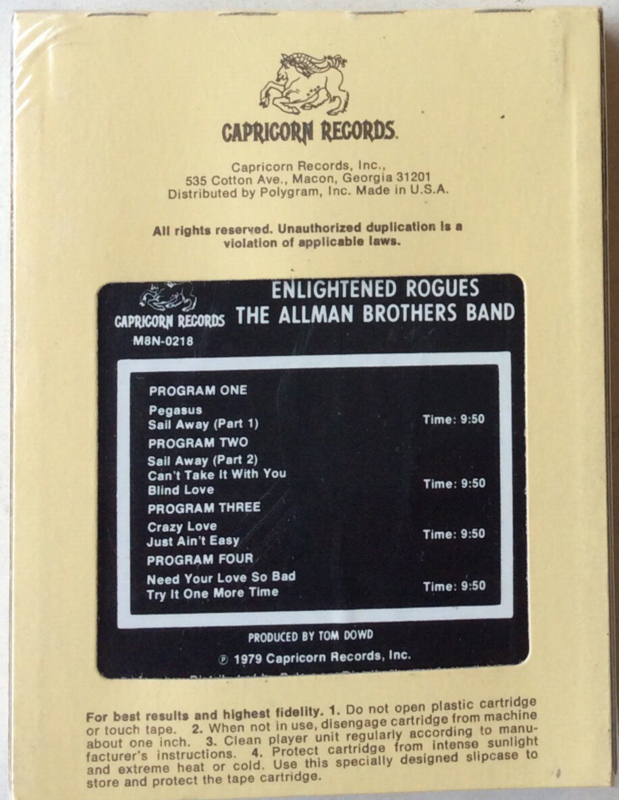 CAPRICORN RECORDS.
Capricorn Records, Inc.,
535 Cotton Ave., Macon, Georgia 31201
Distributed by Polygram, Inc. Made in U.S.A.
All rights reserved. Unauthorized duplication is a
violation of applicable laws.
ENLIGHTENED ROGUES
CAPRICORN RECORDS THE ALLMAN BROTHERS BAND
M8N-0218
PROGRAM ONE
Pegasus
Sail Away (Part 1) Time: 9:50
PROGRAM TWO
Sail Away (Part 2)
Can't Take It With You
Blind Love Time: 9:50
PROGRAM THREE
Crazy Love
Just Ain't Easy Time: 9:50
PROGRAM FOUR
Need Your Love So Bad
Try It One More Time Time: 9:50
PRODUCED BY TOM DOWD
℗ 1979 Capricorn Records, Inc.
For best results and highest fidelity. 1. Do not open plastic cartridge
or touch tape. 2. When not in use, disengage cartridge from machine
about one inch. 3. Clean player unit regularly according to manu-
facturer's instructions. 4. Protect cartridge from intense sunlight
and extreme heat or cold. Use this specially designed slipcase to
store and protect the tape cartridge.